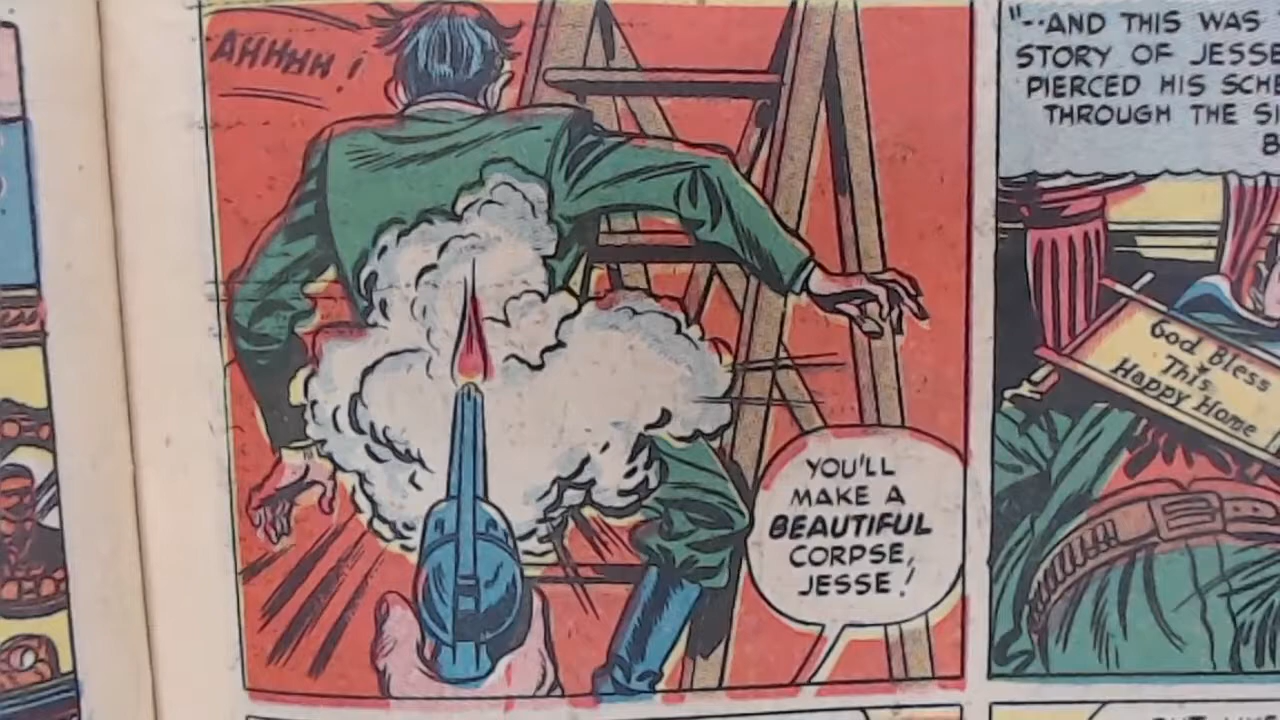 AHHHH!
YOU'LL
MAKE A
BEAUTIFUL
CORPSE,
JESSE!
"--AND THIS WAS
STORY OF JESSE
PIERCED HIS
THROUGH THE
God Bless
This
Happy Home